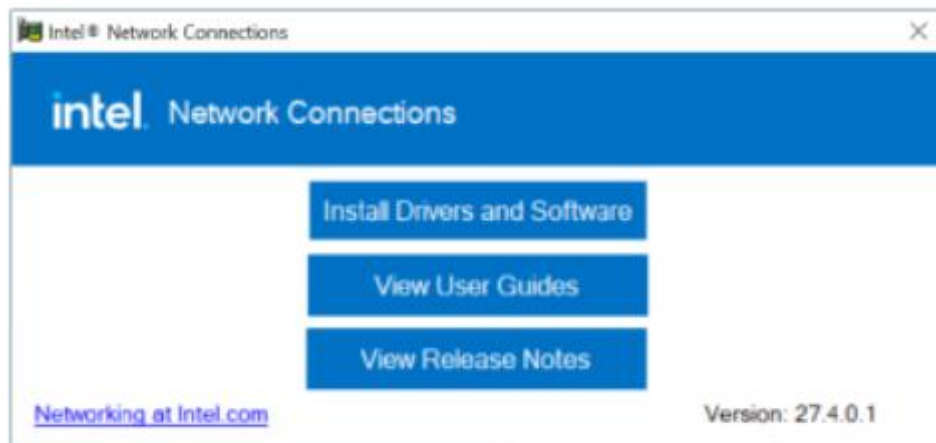 Intel® Network Connections
intel. Network Connections
Install Drivers and Software
View User Guides
View Release Notes
Networking at Intel.com
Version: 27.4.0.1